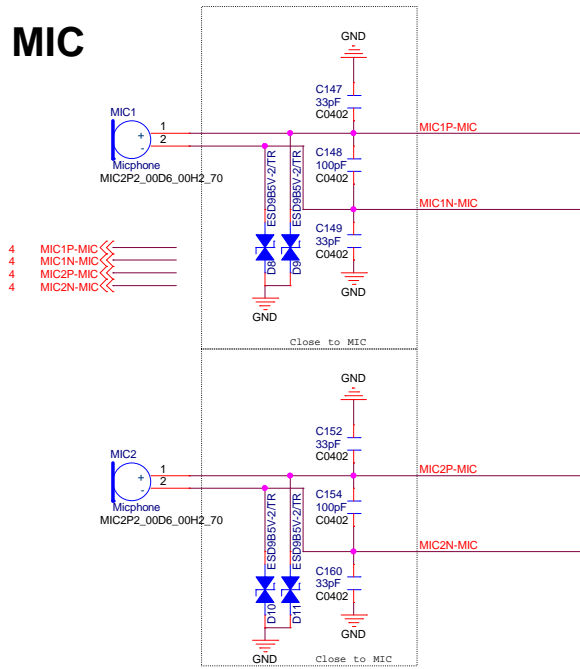 MIC
GND
C147
33pF
C0402
MIC1
1
2
+
-
MIC1P-MIC
Micphone
MIC2P2_00D6_00H2_70
C148
100pF
C0402
MIC1N-MIC
ESD9B5V-2/TR
ESD9B5V-2/TR
C149
33pF
C0402
D8
D9
4 MIC1P-MIC
4 MIC1N-MIC
4 MIC2P-MIC
4 MIC2N-MIC
GND
GND
Close to MIC
GND
C152
33pF
C0402
MIC2
1
2
+
-
MIC2P-MIC
Micphone
MIC2P2_00D6_00H2_70
C154
100pF
C0402
MIC2N-MIC
ESD9B5V-2/TR
ESD9B5V-2/TR
C160
33pF
C0402
D10
D11
GND
GND
Close to MIC